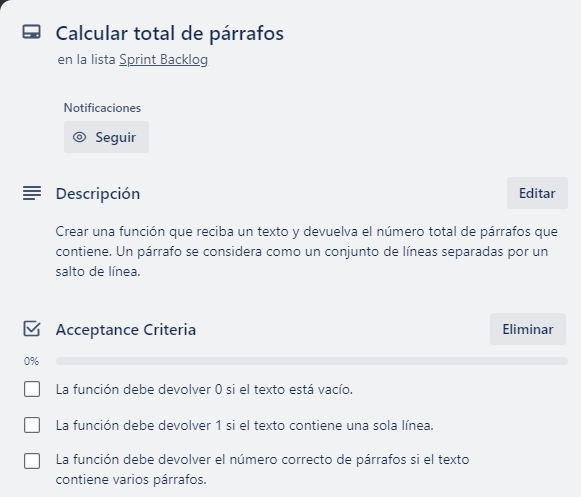 Calcular total de párrafos
en la lista Sprint Backlog
Notificaciones
Seguir
Descripción
Editar
Crear una función que reciba un texto y devuelva el número total de párrafos que
contiene. Un párrafo se considera como un conjunto de líneas separadas por un
salto de línea.
Acceptance Criteria
Eliminar
0%
La función debe devolver 0 si el texto está vacío.
La función debe devolver 1 si el texto contiene una sola línea.
La función debe devolver el número correcto de párrafos si el texto
contiene varios párrafos.